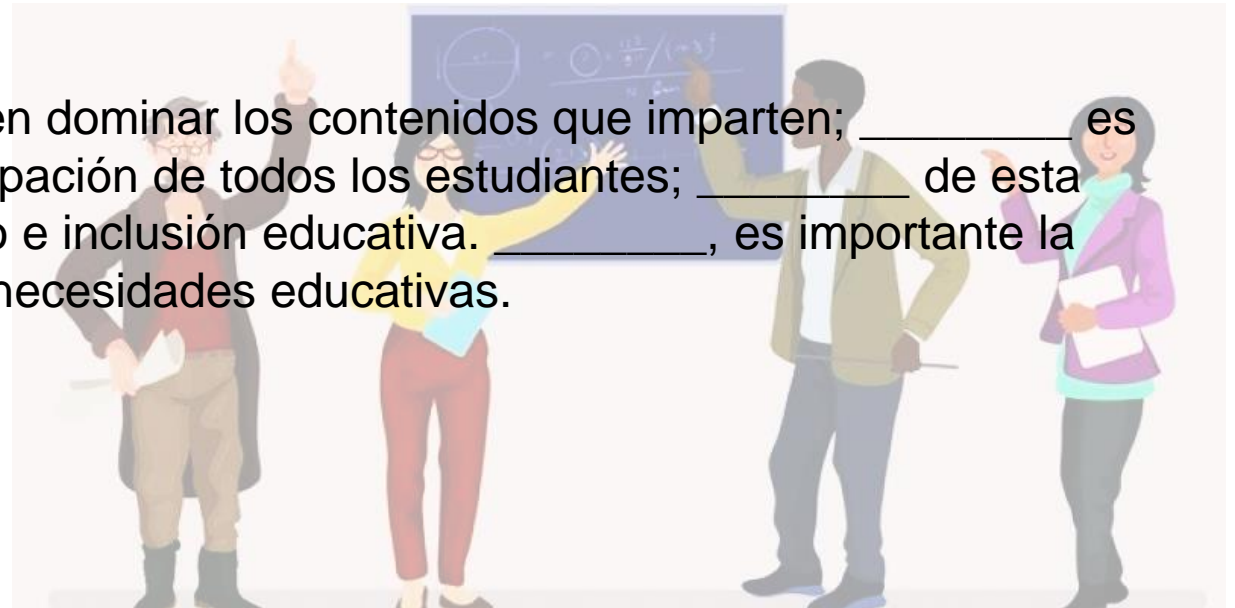 en dominar los contenidos que imparten; ________ es
pación de todos los estudiantes; ________ de esta
o e inclusión educativa. ________, es importante la
necesidades educativas.